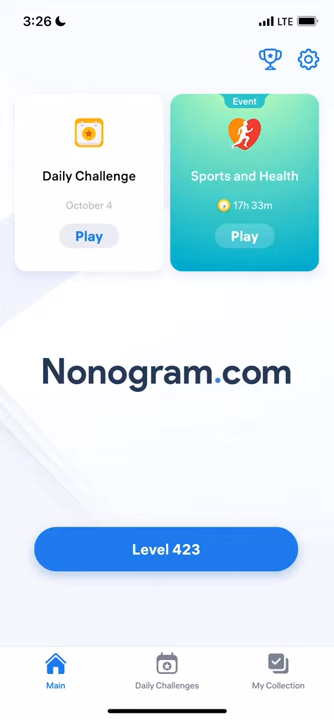 3:26
LTE
Event
Daily Challenge
Sports and Health
October 4
17h 33m
Play
Play
Nonogram.com
Level 423
Main
Daily Challenges
My Collection